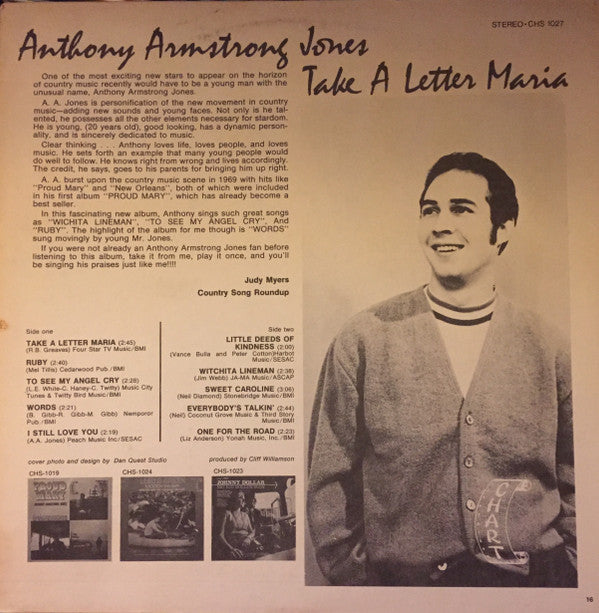 STEREO-CHS 1027
Anthony Armstrong Jones
Take A Letter Maria
One of the most exciting new stars to appear on the horizon
of country music recently would have to be a young man with the
unusual name, Anthony Armstrong Jones.
A. A. Jones is personification of the new movement in country
music—adding new sounds and young faces. Not only is he tal-
ented, he possesses all the other elements necessary for stardom.
He is young, (20 years old), good looking, has a dynamic person-
ality, and is sincerely dedicated to music.
Clear thinking . . . Anthony loves life, loves people, and loves
music. He sets forth an example that many young people would
do well to follow. He knows right from wrong and lives accordingly.
The credit, he says, goes to his parents for bringing him up right.
A. A. burst upon the country music scene in 1969 with hits like
"Proud Mary" and "New Orleans", both of which were included
in his first album "PROUD MARY", which has already become a
best seller.
In this fascinating new album, Anthony sings such great songs
as "WICHITA LINEMAN", "TO SEE MY ANGEL CRY", And
"RUBY". The highlight of the album for me though is "WORDS"
sung movingly by young Mr. Jones.
If you were not already an Anthony Armstrong Jones fan before
listening to this album, take it from me, play it once, and you'll
be singing his praises just like me!!!!
Judy Myers
Country Song Roundup
Side one
TAKE A LETTER MARIA (2:45)
(R.B. Greaves) Four Star TV Music/BMI
RUBY (2:40)
(Mel Tillis) Cedarwood Pub./BMI
TO SEE MY ANGEL CRY (2:28)
(L.E. White-C. Haney-C. Twitty) Music City
Tunes & Twitty Bird Music/BMI
WORDS (2:21)
(B. Gibb-R. Gibb-M. Gibb) Nemporor
Pub./BMI
I STILL LOVE YOU (2:19)
(A.A. Jones) Peach Music Inc/SESAC
Side two
LITTLE DEEDS OF
KINDNESS (2:00)
(Vance Bulla and Peter Cotton)Harbot
Music/SESAC
WITCHITA LINEMAN (2:38)
(Jim Webb) JA-MA Music/ASCAP
SWEET CAROLINE (3:06)
(Neil Diamond) Stonebridge Music/BMI
EVERYBODY'S TALKIN' (2:44)
(Neil) Coconut Grove Music & Third Story
Music/BMI
ONE FOR THE ROAD (2:23)
(Liz Anderson) Yonah Music, Inc./BMI
cover photo and design by Dan Quest Studio
produced by Cliff Williamson
CHS-1019
CHS-1024
CHS-1023
PROUD
MARY
JOHNNY DOLLAR
CHART
16